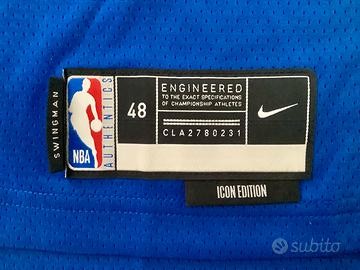 SWINGMAN
NBA
AUTHENTICS
48
ENGINEERED
TO THE EXACT SPECIFICATIONS
OF CHAMPIONSHIP ATHLETES
CLA2780231
ICON EDITION
subito